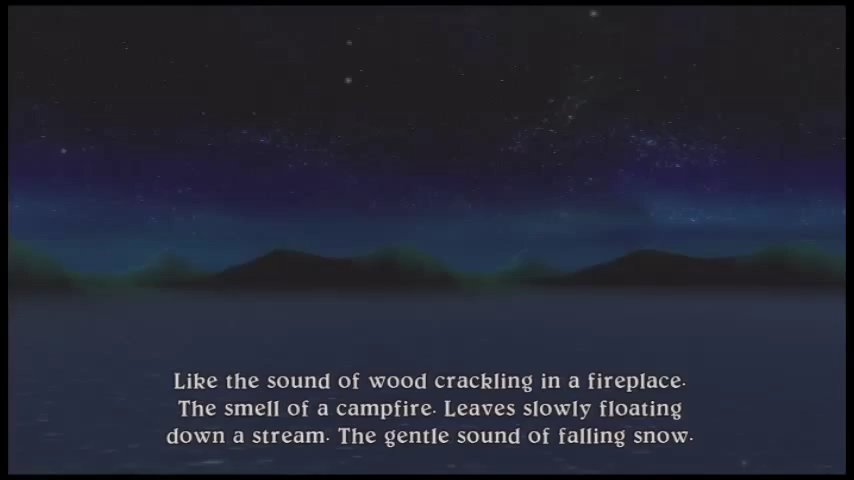 Like the sound of wood crackling in a fireplace.
The smell of a campfire. Leaves slowly floating
down a stream. The gentle sound of falling snow.